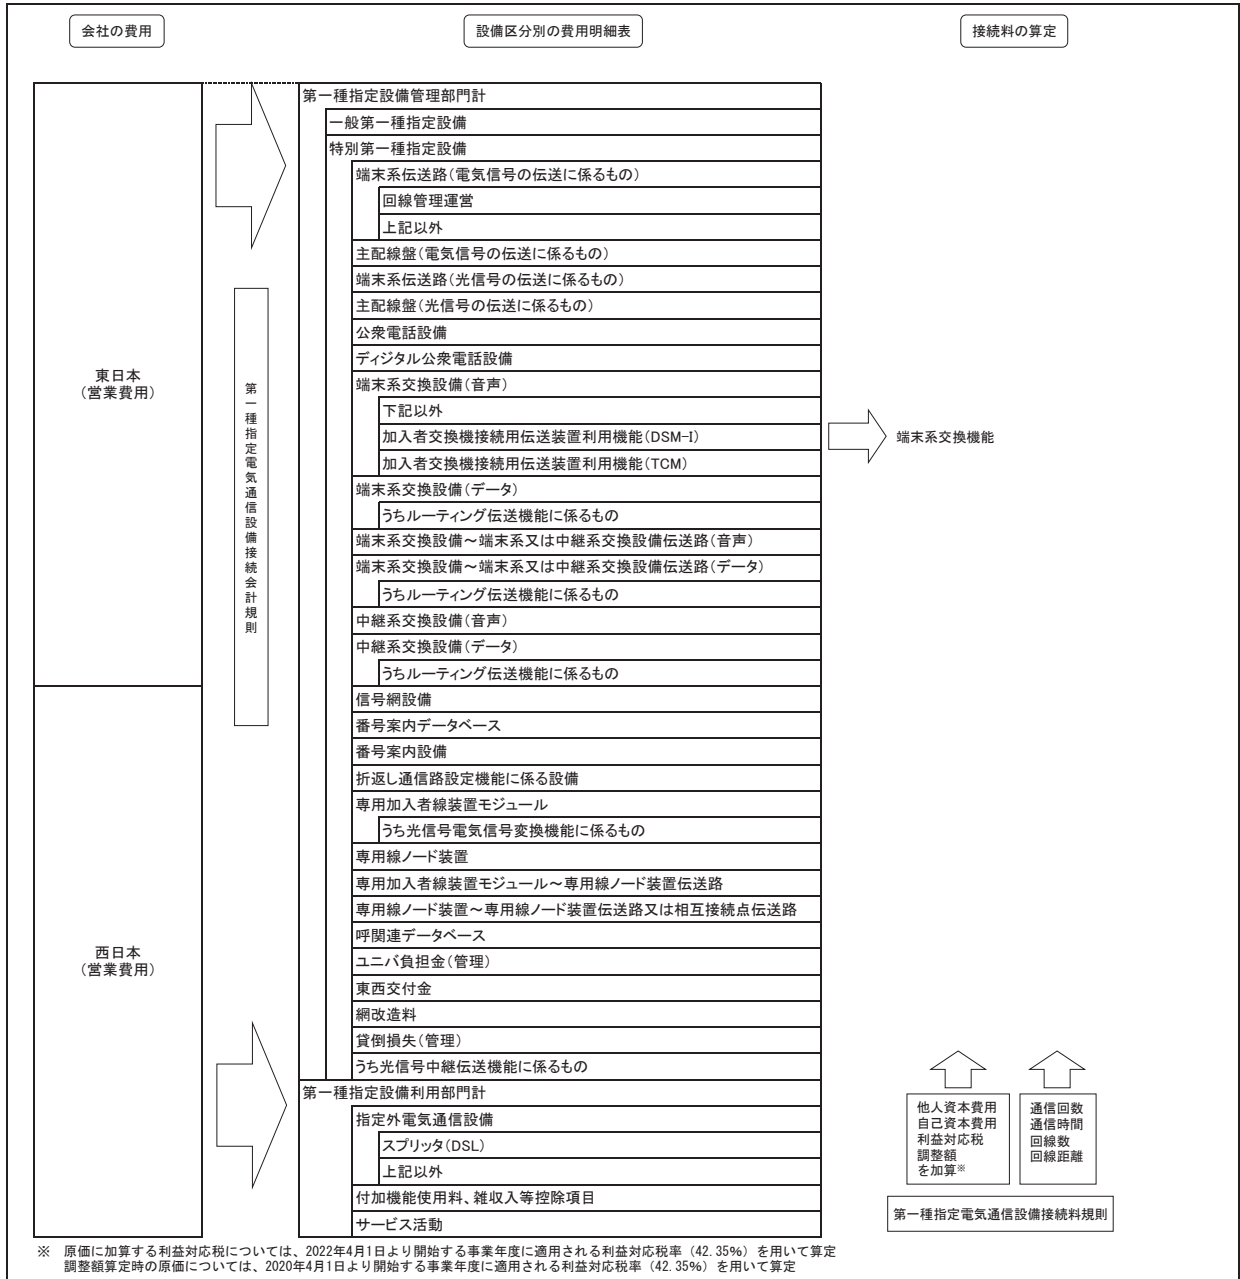 会社の費用
設備区分別の費用明細表
接続料の算定
東日本
(営業費用)
西日本
(営業費用)
第一種指定電気通信設備接続会計規則
第一種指定設備管理部門計
一般第一種指定設備
特別第一種指定設備
端末系伝送路(電気信号の伝送に係るもの)
回線管理運営
上記以外
主配線盤(電気信号の伝送に係るもの)
端末系伝送路(光信号の伝送に係るもの)
主配線盤(光信号の伝送に係るもの)
公衆電話設備
ディジタル公衆電話設備
端末系交換設備(音声)
下記以外
加入者交換機接続用伝送装置利用機能(DSM-I)
加入者交換機接続用伝送装置利用機能(TCM)
端末系交換設備(データ)
うちルーティング伝送機能に係るもの
端末系交換設備～端末系又は中継系交換設備伝送路(音声)
端末系交換設備～端末系又は中継系交換設備伝送路(データ)
うちルーティング伝送機能に係るもの
中継系交換設備(音声)
中継系交換設備(データ)
うちルーティング伝送機能に係るもの
信号網設備
番号案内データベース
番号案内設備
折返し通信路設定機能に係る設備
専用加入者線装置モジュール
うち光信号電気信号変換機能に係るもの
専用線ノード装置
専用加入者線装置モジュール～専用線ノード装置伝送路
専用線ノード装置～専用線ノード装置伝送路又は相互接続点伝送路
呼関連データベース
ユニバ負担金(管理)
東西交付金
網改造料
貸倒損失(管理)
うち光信号中継伝送機能に係るもの
第一種指定設備利用部門計
指定外電気通信設備
スプリッタ(DSL)
上記以外
付加機能使用料、雑収入等控除項目
サービス活動
端末系交換機能
他人資本費用
自己資本費用
利益対応税
調整額
を加算※
通信回数
通信時間
回線数
回線距離
第一種指定電気通信設備接続料規則
※ 原価に加算する利益対応税については、2022年4月1日より開始する事業年度に適用される利益対応税率（42.35%）を用いて算定
調整額算定時の原価については、2020年4月1日より開始する事業年度に適用される利益対応税率（42.35%）を用いて算定